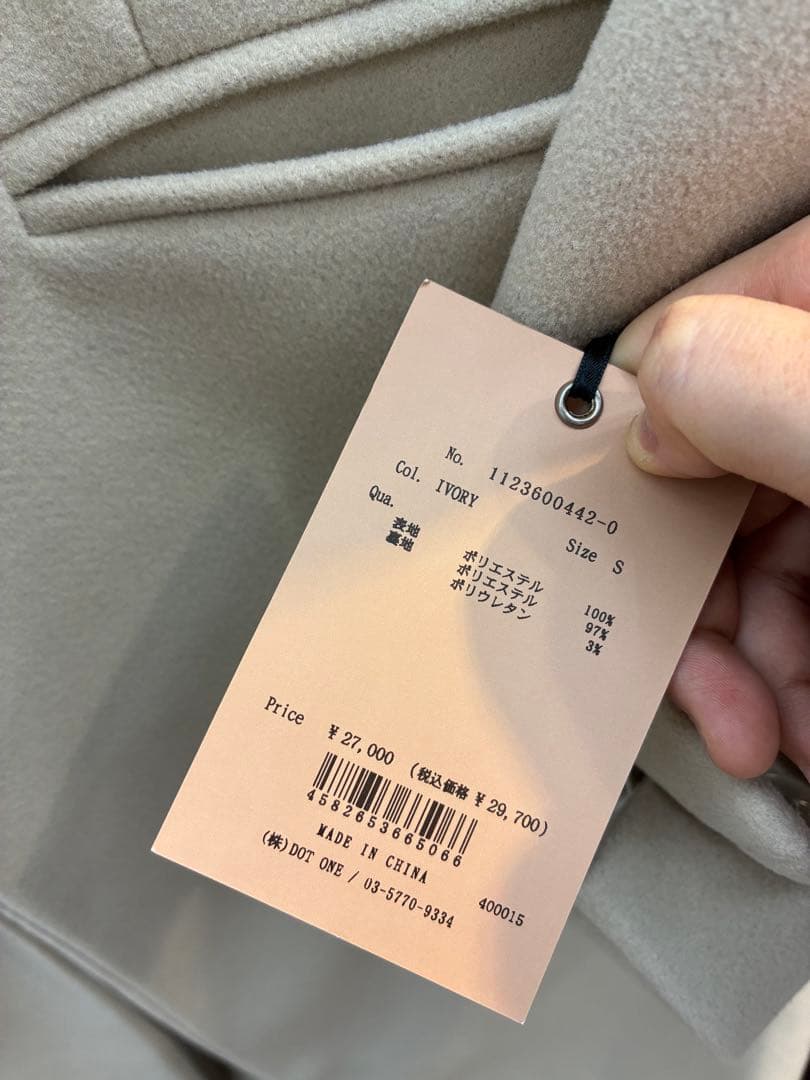 No. 1123600442-0
Col. IVORY Size S
Qua.
表地 ポリエステル 100%
裏地 ポリエステル 97%
ポリウレタン 3%
Price ¥27,000 (税込価格 ¥29,700)
4582653665066
MADE IN CHINA
(株)DOT ONE / 03-5770-9334 400015